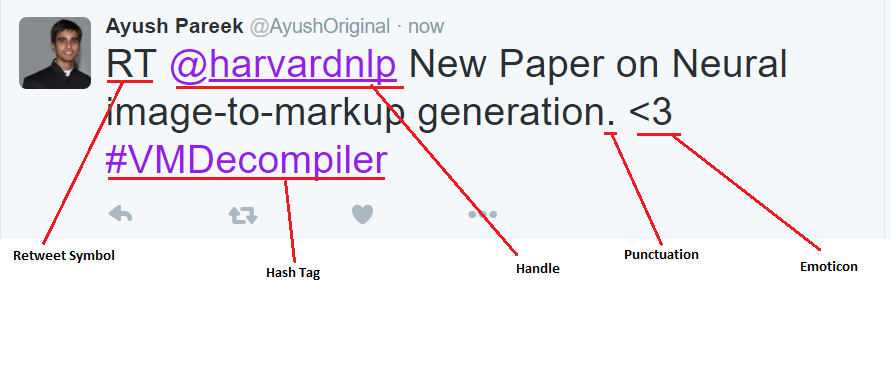 Ayush Pareek @AyushOriginal · now
RT @harvardnlp New Paper on Neural
image-to-markup generation. <3
#VMDecompiler
Retweet Symbol
Hash Tag
Handle
Punctuation
Emoticon